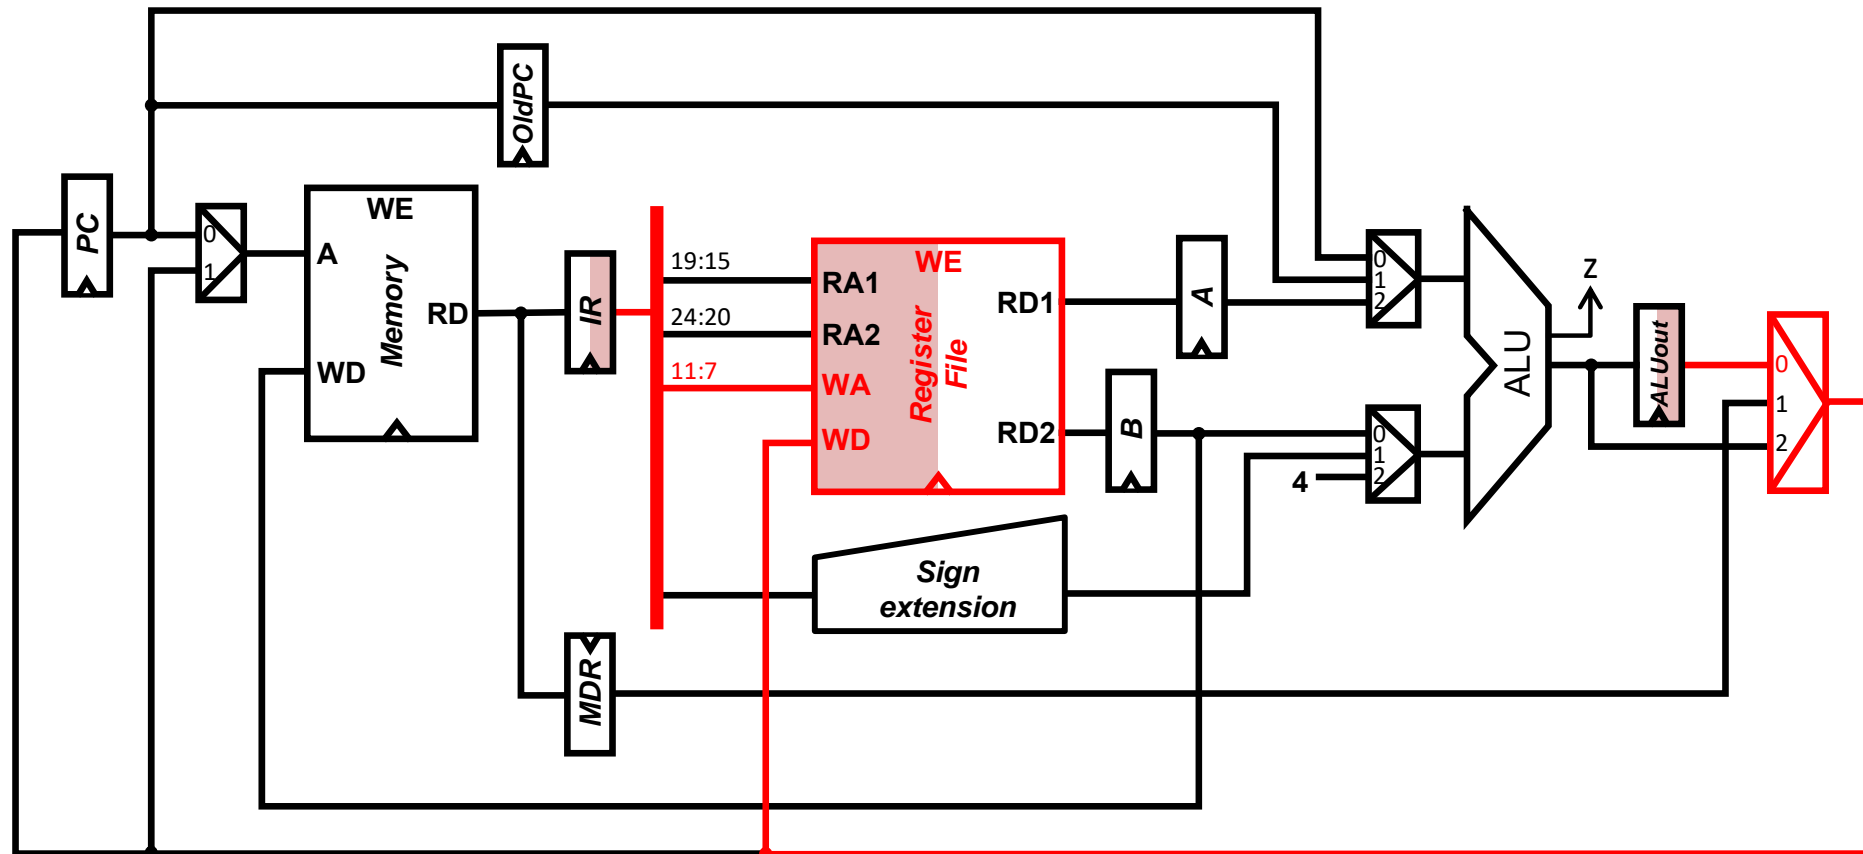 OldPC
PC
0
1
WE
A
Memory
RD
WD
IR
19:15
24:20
11:7
RA1
RA2
WA
WD
WE
Register
File
RD1
RD2
A
B
0
1
2
0
1
2
4
ALU
Z
ALUout
0
1
2
Sign
extension
MDR